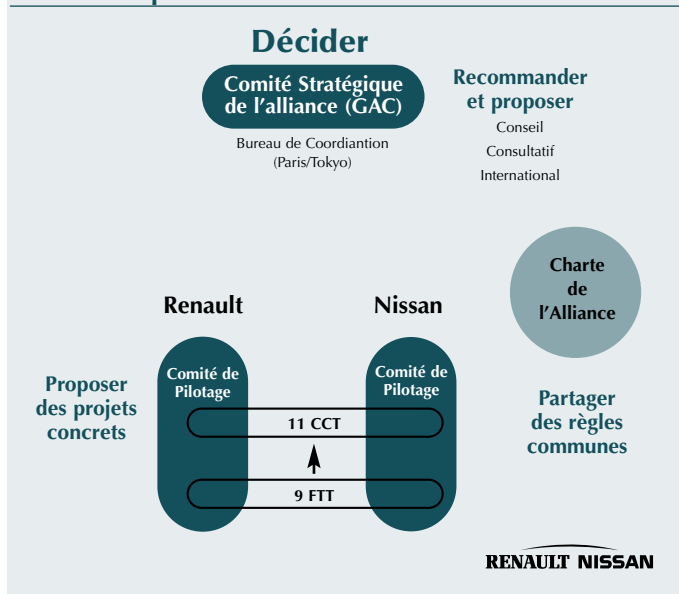 Décider
Comité Stratégique
de l'alliance (GAC)
Bureau de Coordiantion
(Paris/Tokyo)
Recommander
et proposer
Conseil
Consultatif
International
Charte
de
l'Alliance
Renault
Nissan
Comité de
Pilotage
Comité de
Pilotage
Proposer
des projets
concrets
11 CCT
9 FTT
Partager
des règles
communes
RENAULT NISSAN